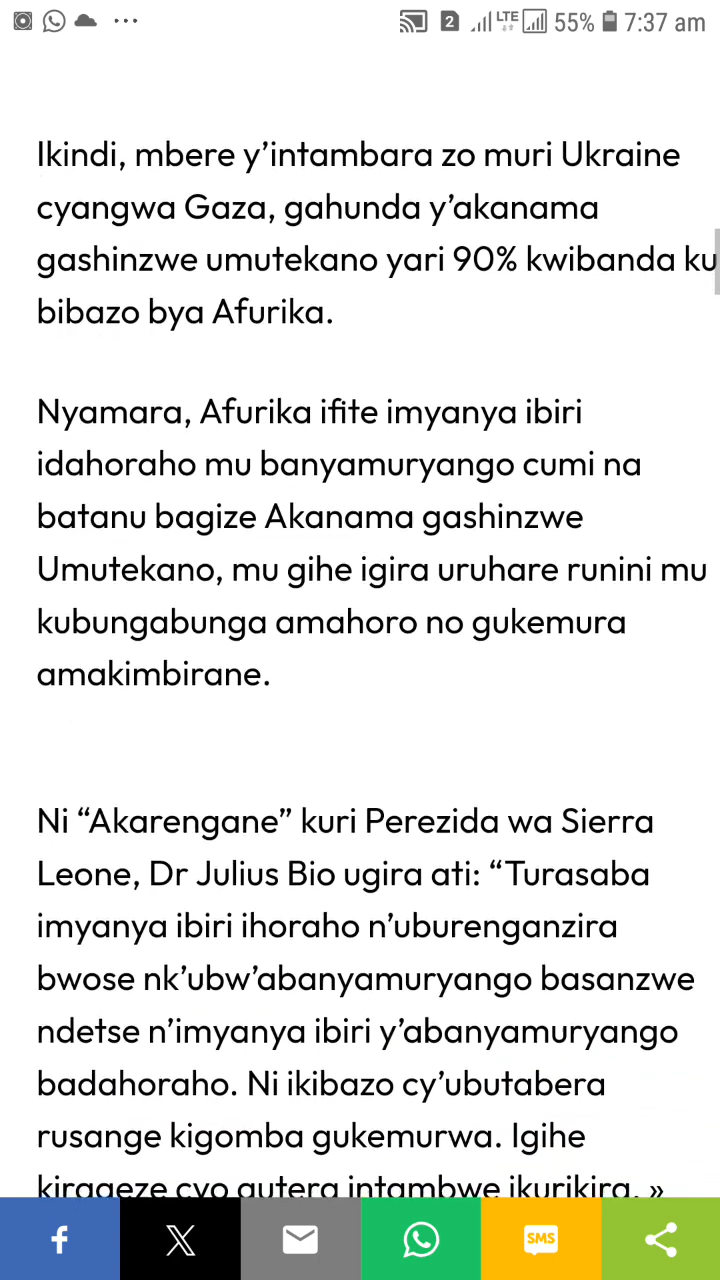 2 LTE 55% 7:37 am
Ikindi, mbere y’intambara zo muri Ukraine
cyangwa Gaza, gahunda y’akanama
gashinzwe umutekano yari 90% kwibanda ku
bibazo bya Afurika.
Nyamara, Afurika ifite imyanya ibiri
idahoraho mu banyamuryango cumi na
batanu bagize Akanama gashinzwe
Umutekano, mu gihe igira uruhare runini mu
kubungabunga amahoro no gukemura
amakimbirane.
Ni “Akarengane” kuri Perezida wa Sierra
Leone, Dr Julius Bio ugira ati: “Turasaba
imyanya ibiri ihoraho n’uburenganzira
bwose nk’ubw’abanyamuryango basanzwe
ndetse n’imyanya ibiri y’abanyamuryango
badahoraho. Ni ikibazo cy’ubutabera
rusange kigomba gukemurwa. Igihe
kirageze cyo gutera intambwe ikurikira. »
SMS